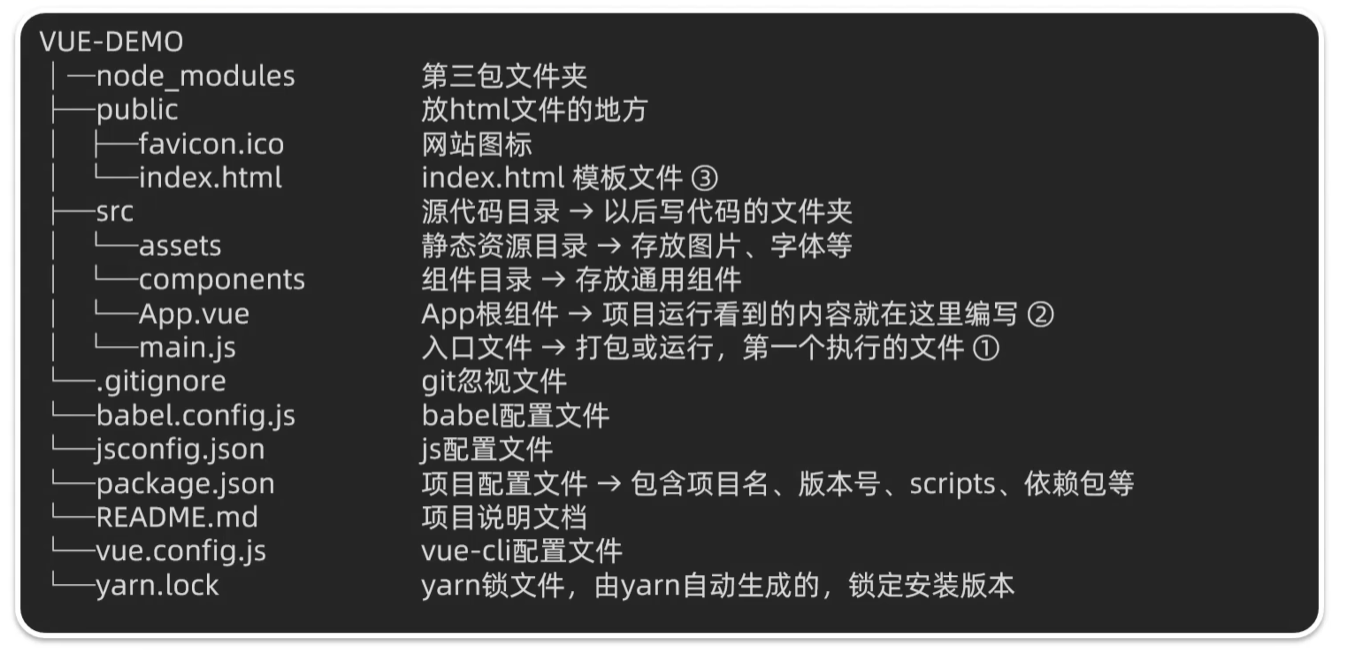 VUE-DEMO
│─node_modules 第三包文件夹
├──public 放html文件的地方
│ ├──favicon.ico 网站图标
│ └──index.html index.html 模板文件 ③
├──src 源代码目录 → 以后写代码的文件夹
│ └──assets 静态资源目录 → 存放图片、字体等
│ └──components 组件目录 → 存放通用组件
│ └──App.vue App根组件 → 项目运行看到的内容就在这里编写 ②
│ └──main.js 入口文件 → 打包或运行，第一个执行的文件 ①
└──.gitignore git忽视文件
└──babel.config.js babel配置文件
└──jsconfig.json js配置文件
└──package.json 项目配置文件 → 包含项目名、版本号、scripts、依赖包等
└──README.md 项目说明文档
└──vue.config.js vue-cli配置文件
└──yarn.lock yarn锁文件，由yarn自动生成的，锁定安装版本